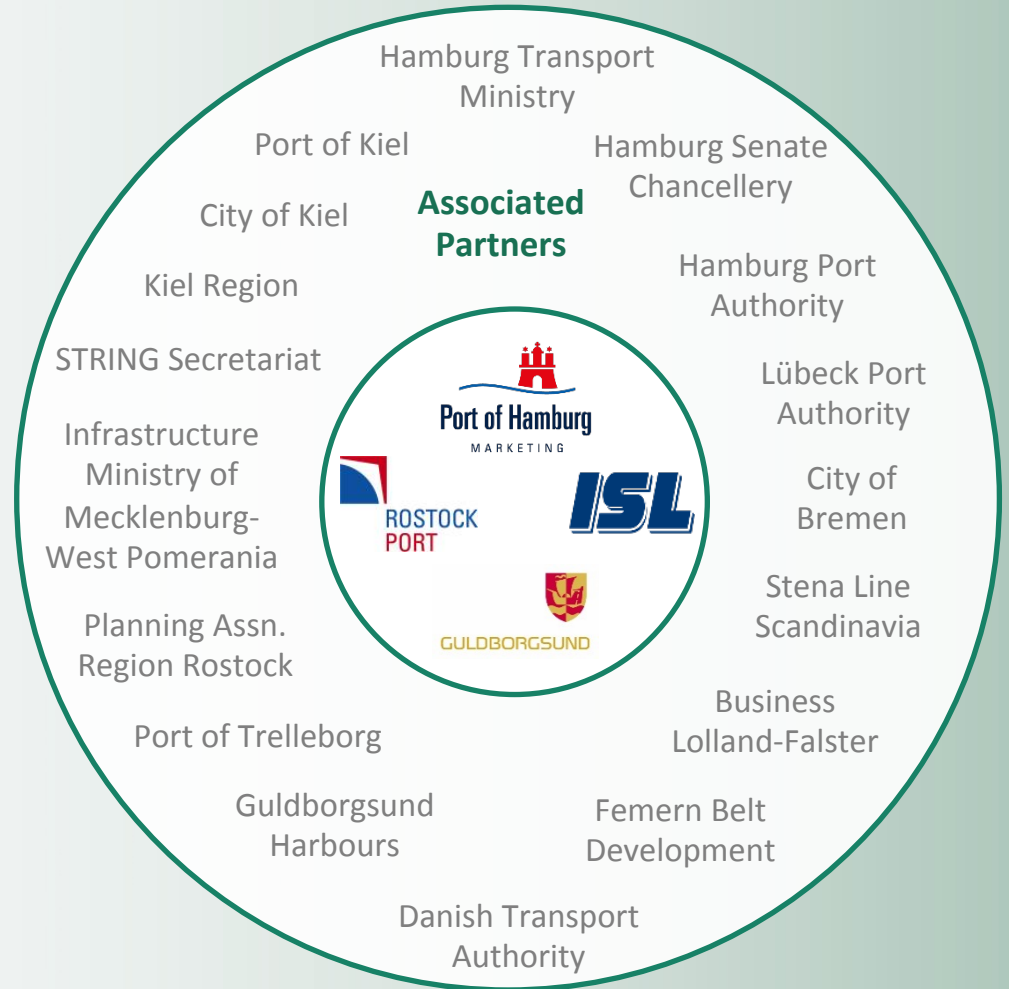 Hamburg Transport
Ministry
Port of Kiel
Hamburg Senate
Chancellery
City of Kiel
Associated
Partners
Kiel Region
Hamburg Port
Authority
STRING Secretariat
Lübeck Port
Authority
Infrastructure
Ministry of
Mecklenburg-
West Pomerania
City of
Bremen
Planning Assn.
Region Rostock
Stena Line
Scandinavia
Port of Trelleborg
Business
Lolland-Falster
Guldborgsund
Harbours
Femern Belt
Development
Danish Transport
Authority
Port of Hamburg
MARKETING
ROSTOCK
PORT
ISL
GULDBORGSUND